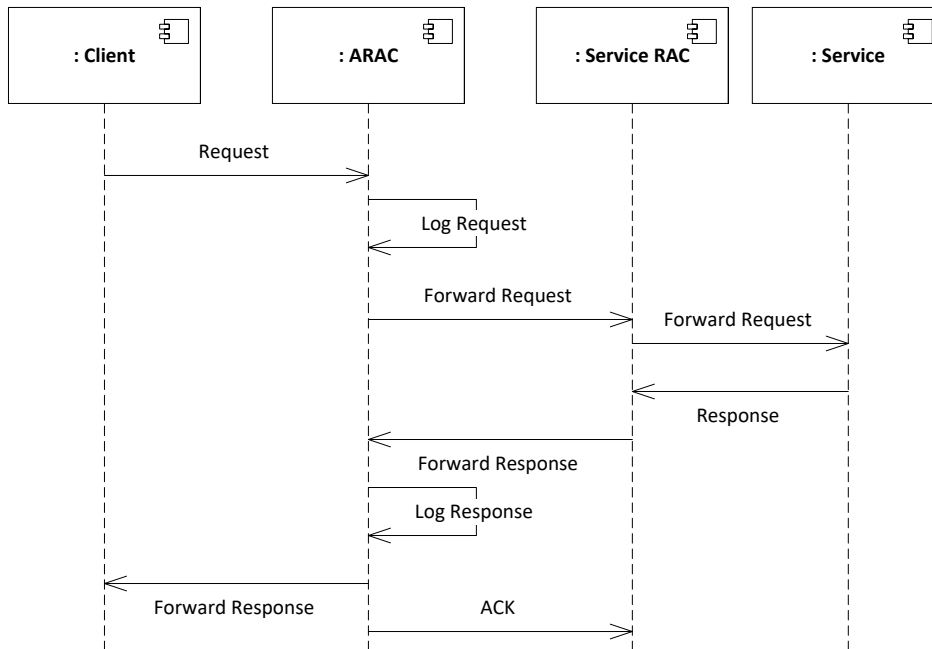 : Client
: ARAC
: Service RAC
: Service
Request
Log Request
Forward Request
Forward Request
Response
Forward Response
Log Response
Forward Response
ACK